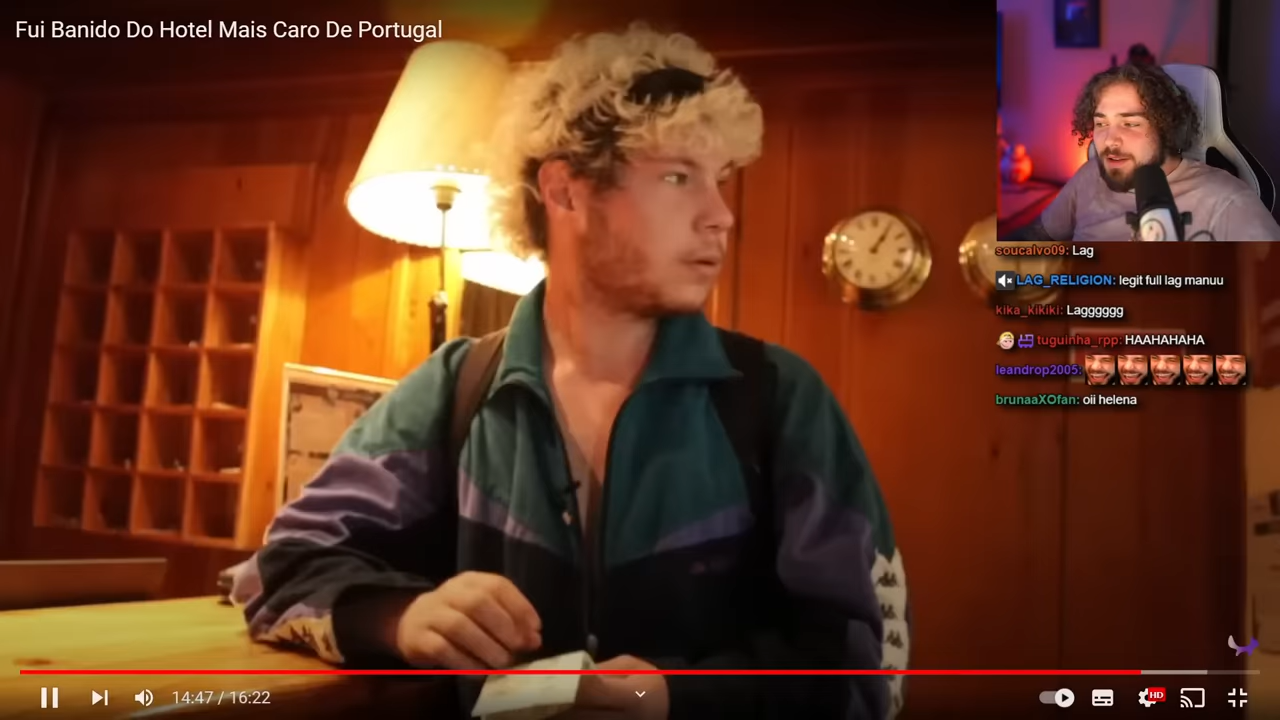 Fui Banido Do Hotel Mais Caro De Portugal
soucalvo09: Lag
LAG_RELIGION: legit full lag manuu
kika_kikiki: Lagggggg
tuguinha_rpp: HAAHAHAHA
leandrop2005:
brunaaXOfan: oii helena
14:47 / 16:22
HD